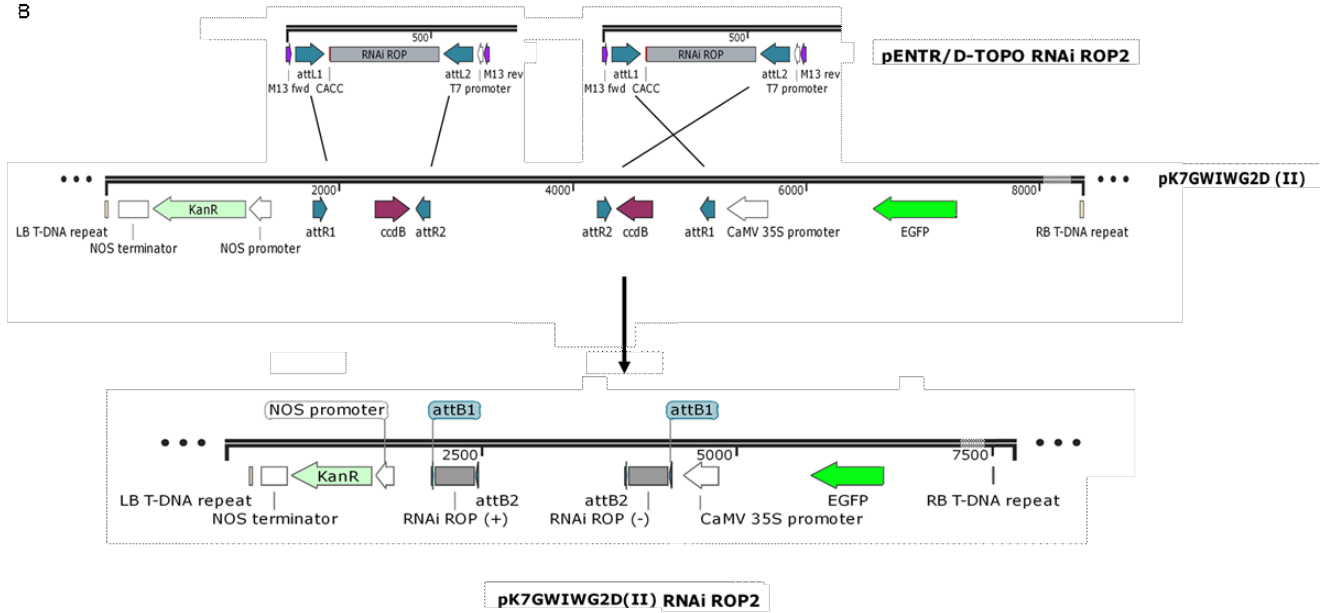 B
500
500
RNAi ROP
RNAi ROP
pENTR/D-TOPO RNAi ROP2
attL1
attL2
M13 rev
attL1
attL2
M13 rev
M13 fwd
CACC
T7 promoter
M13 fwd
CACC
T7 promoter
2000
4000
6000
8000
pK7GWIWG2D (II)
KanR
LB T-DNA repeat
attR1
ccdB
attR2
attR2
ccdB
attR1
CaMV 35S promoter
EGFP
RB T-DNA repeat
NOS terminator
NOS promoter
NOS promoter
attB1
attB1
2500
5000
7500
KanR
LB T-DNA repeat
attB2
attB2
EGFP
RB T-DNA repeat
NOS terminator
RNAi ROP (+)
RNAi ROP (-)
CaMV 35S promoter
pK7GWIWG2D(II) RNAi ROP2